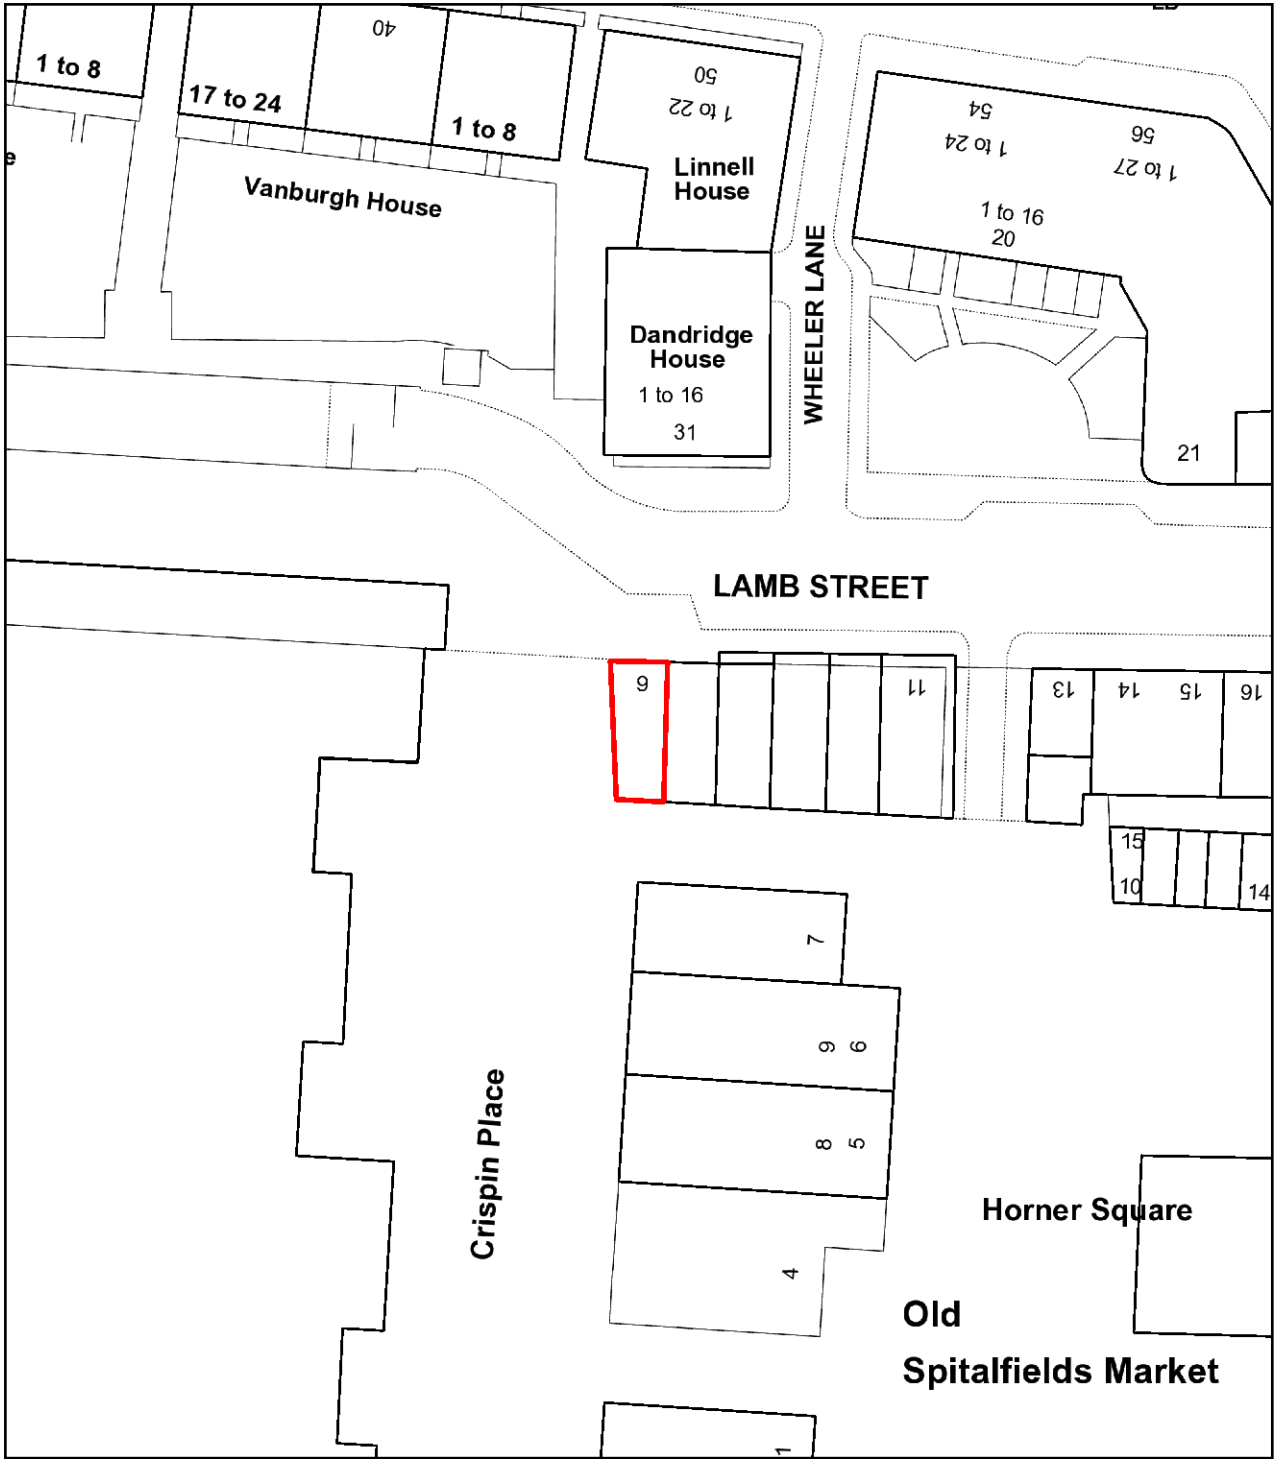 40
1 to 8
17 to 24
1 to 8
50
1 to 22
Linnell
House
54
1 to 24
56
1 to 27
1 to 16
20
e
Vanburgh House
WHEELER LANE
Dandridge
House
1 to 16
31
21
LAMB STREET
6
11
13
14
15
16
15
10
14
7
9
6
8
5
4
1
Crispin Place
Horner Square
Old
Spitalfields Market